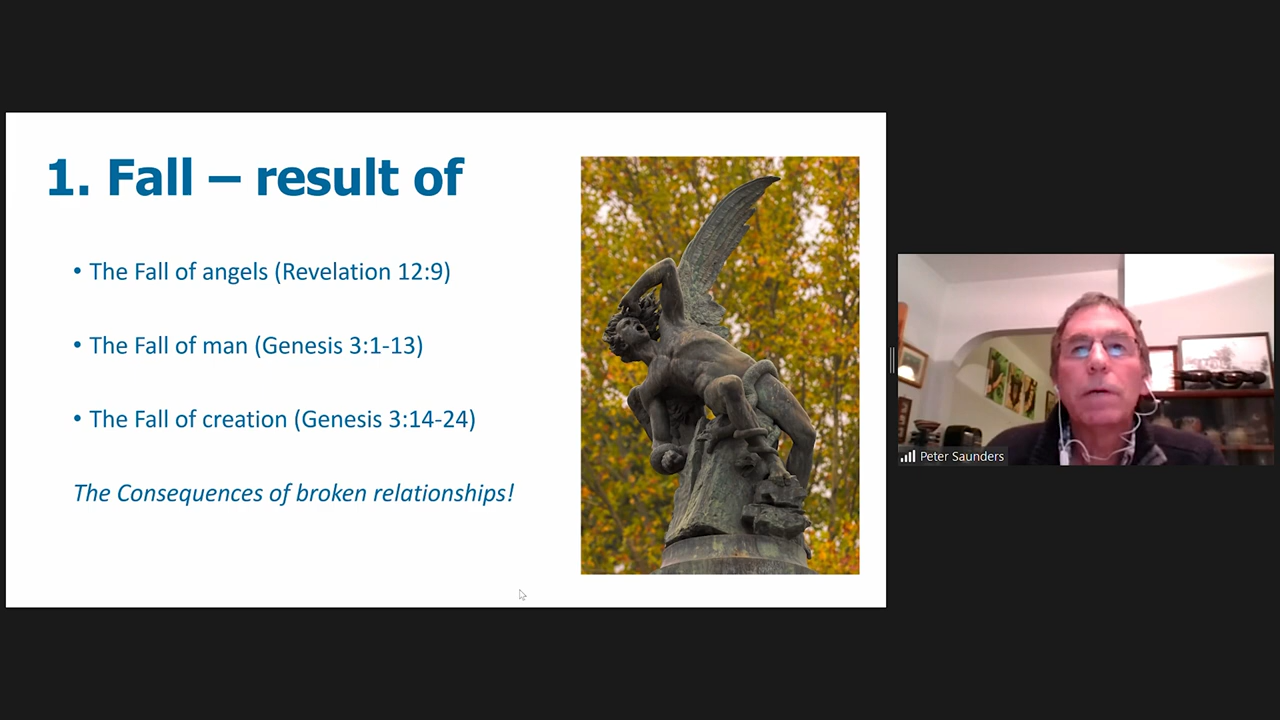 1. Fall – result of
• The Fall of angels (Revelation 12:9)
• The Fall of man (Genesis 3:1-13)
• The Fall of creation (Genesis 3:14-24)
The Consequences of broken relationships!
Peter Saunders